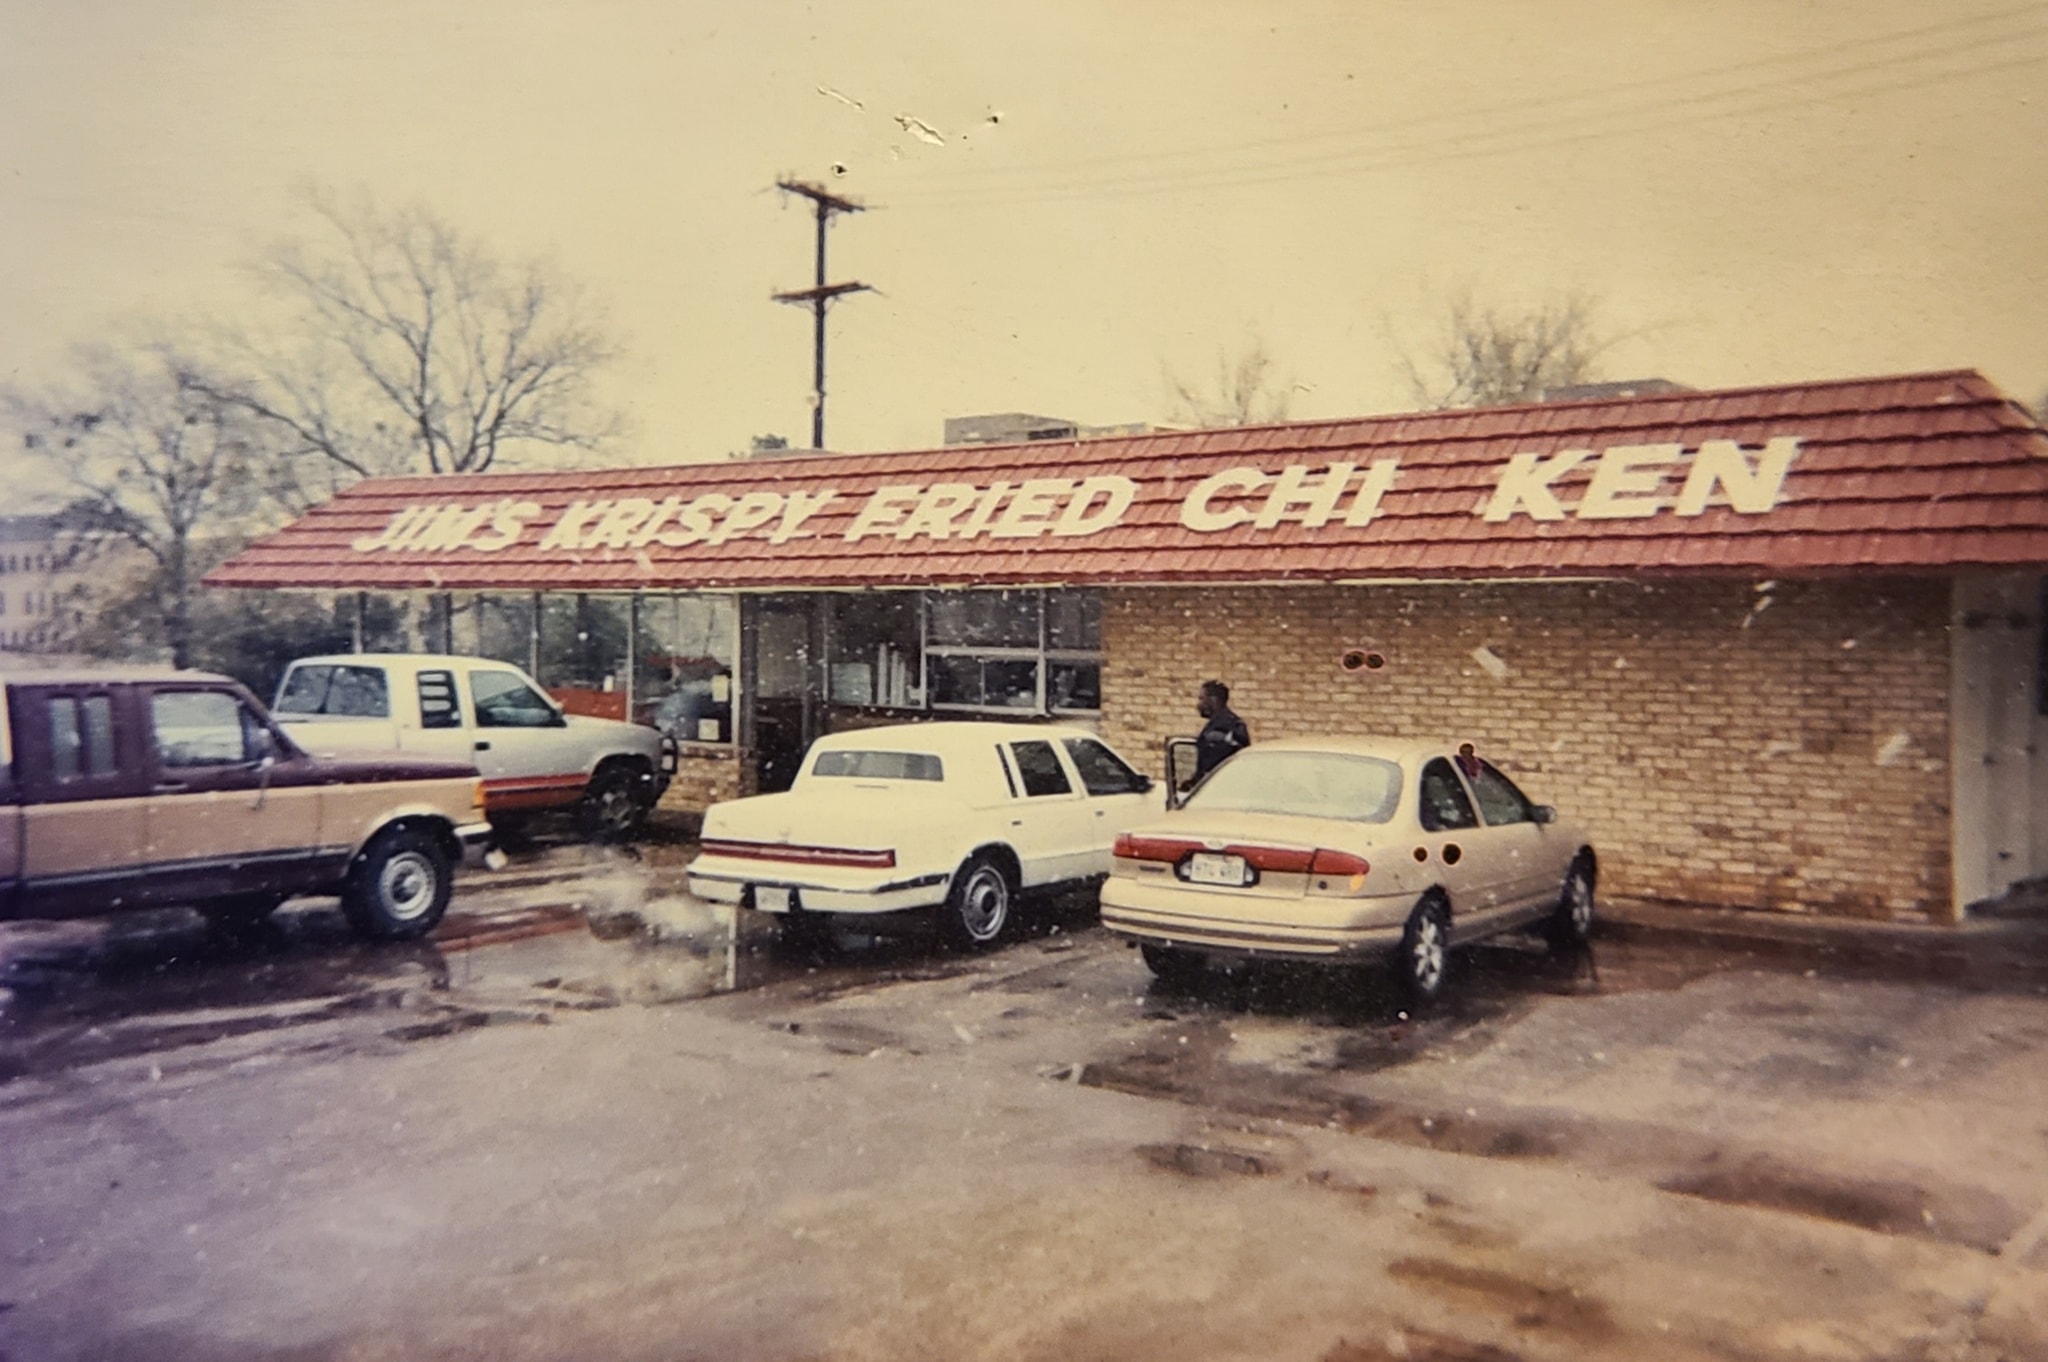 JIM'S KRISPY FRIED CHI KEN